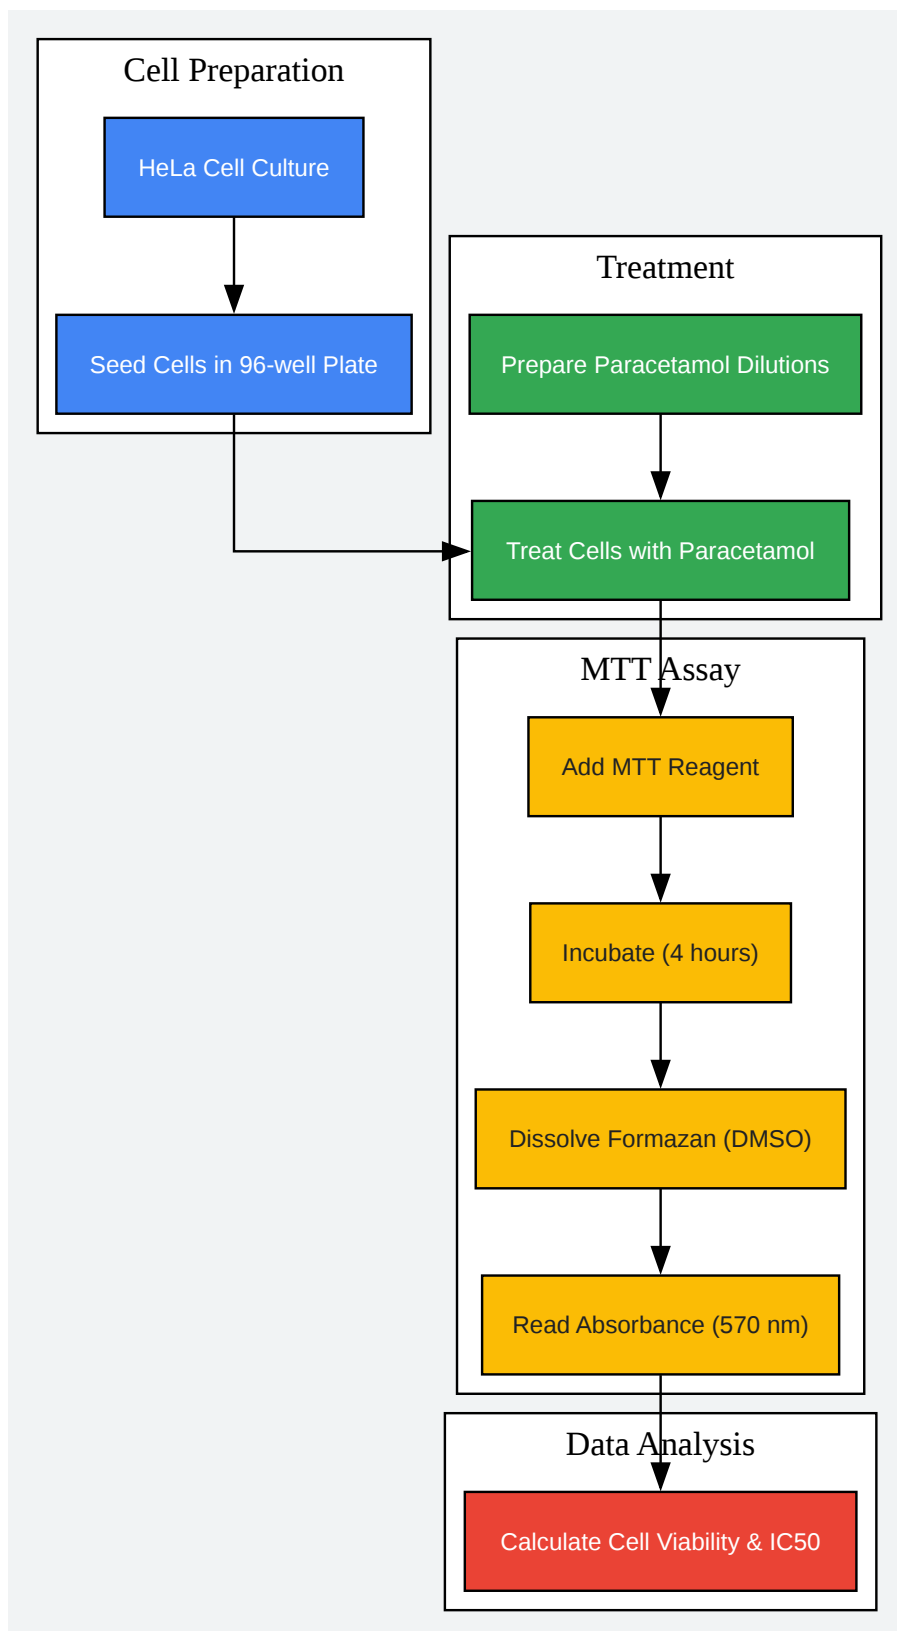 Cell Preparation
HeLa Cell Culture
Seed Cells in 96-well Plate
Treatment
Prepare Paracetamol Dilutions
Treat Cells with Paracetamol
MTT Assay
Add MTT Reagent
Incubate (4 hours)
Dissolve Formazan (DMSO)
Read Absorbance (570 nm)
Data Analysis
Calculate Cell Viability & IC50